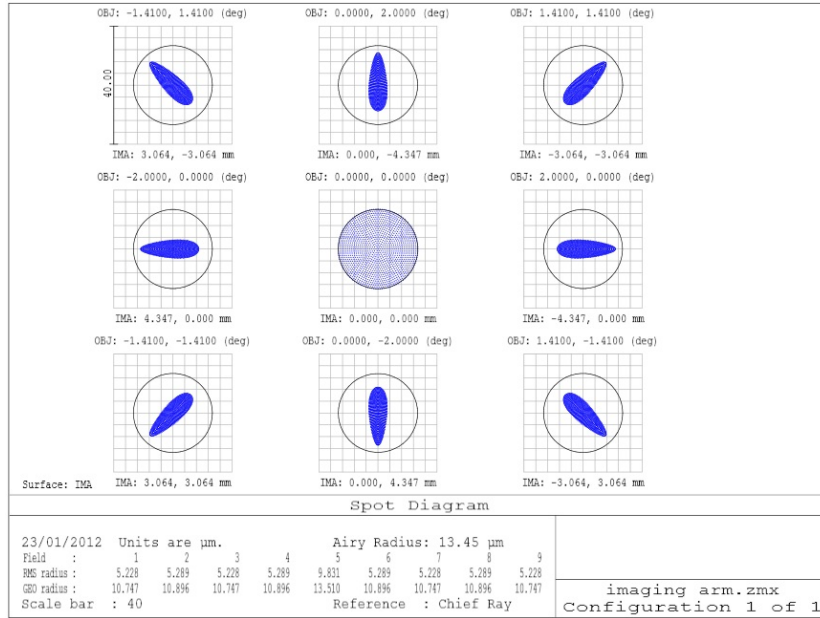 OBJ: -1.4100, 1.4100 (deg) OBJ: 0.0000, 2.0000 (deg) OBJ: 1.4100, 1.4100 (deg)
40.00
IMA: 3.064, -3.064 mm IMA: 0.000, -4.347 mm IMA: -3.064, -3.064 mm
OBJ: -2.0000, 0.0000 (deg) OBJ: 0.0000, 0.0000 (deg) OBJ: 2.0000, 0.0000 (deg)
IMA: 4.347, 0.000 mm IMA: 0.000, 0.000 mm IMA: -4.347, 0.000 mm
OBJ: -1.4100, -1.4100 (deg) OBJ: 0.0000, -2.0000 (deg) OBJ: 1.4100, -1.4100 (deg)
Surface: IMA IMA: 3.064, 3.064 mm IMA: 0.000, 4.347 mm IMA: -3.064, 3.064 mm
Spot Diagram
23/01/2012 Units are µm. Airy Radius: 13.45 µm
Field : 1 2 3 4 5 6 7 8 9
RMS radius : 5.228 5.289 5.228 5.289 9.831 5.289 5.228 5.289 5.228
GEO radius : 10.747 10.896 10.747 10.896 13.510 10.896 10.747 10.896 10.747
Scale bar : 40 Reference : Chief Ray
imaging arm.zmx
Configuration 1 of 1